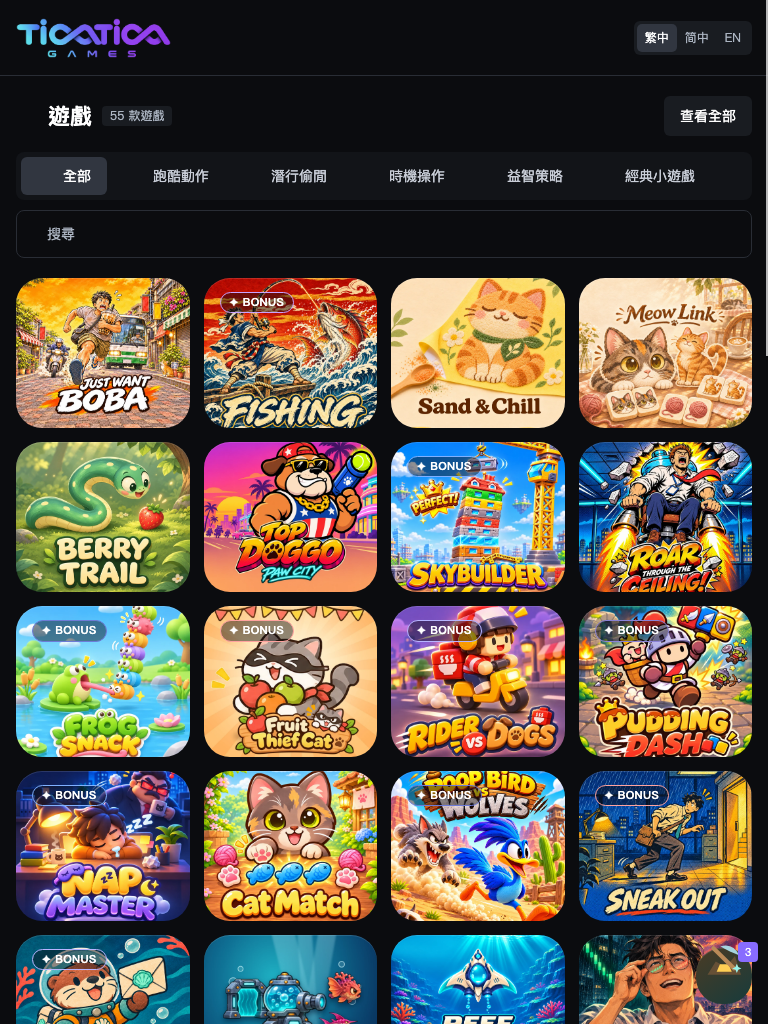 TICATICA
GAMES
繁中 简中 EN
遊戲 55 款遊戲 查看全部
全部 跑酷動作 潛行偷閒 時機操作 益智策略 經典小遊戲
搜尋
JUST WANT
BOBA
✦ BONUS
FISHING
Sand & Chill
Meow Link
BERRY
TRAIL
TOP
DOGGO
PAW CITY
✦ BONUS
PERFECT!
SKYBUILDER
ROAR
THROUGH THE
CEILING!
✦ BONUS
FROG
SNACK
✦ BONUS
Fruit
Thief Cat
✦ BONUS
RIDER VS DOGS
✦ BONUS
PUDDING
DASH
✦ BONUS
ZZZ
NAP
MASTER
Cat Match
✦ BONUS
POOP BIRD
VS
WOLVES
✦ BONUS
SNEAK OUT
✦ BONUS
REEF
3